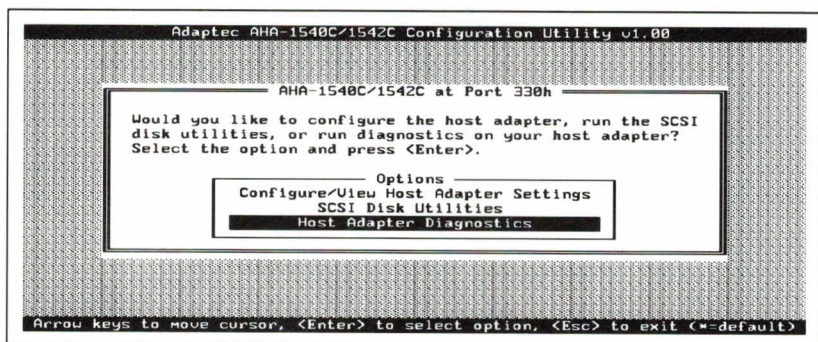 Adaptec AHA-1540C/1542C Configuration Utility v1.00
AHA-1540C/1542C at Port 330h
Would you like to configure the host adapter, run the SCSI
disk utilities, or run diagnostics on your host adapter?
Select the option and press <Enter>.
Options
Configure/View Host Adapter Settings
SCSI Disk Utilities
Host Adapter Diagnostics
Arrow keys to move cursor, <Enter> to select option, <Esc> to exit (*=default)